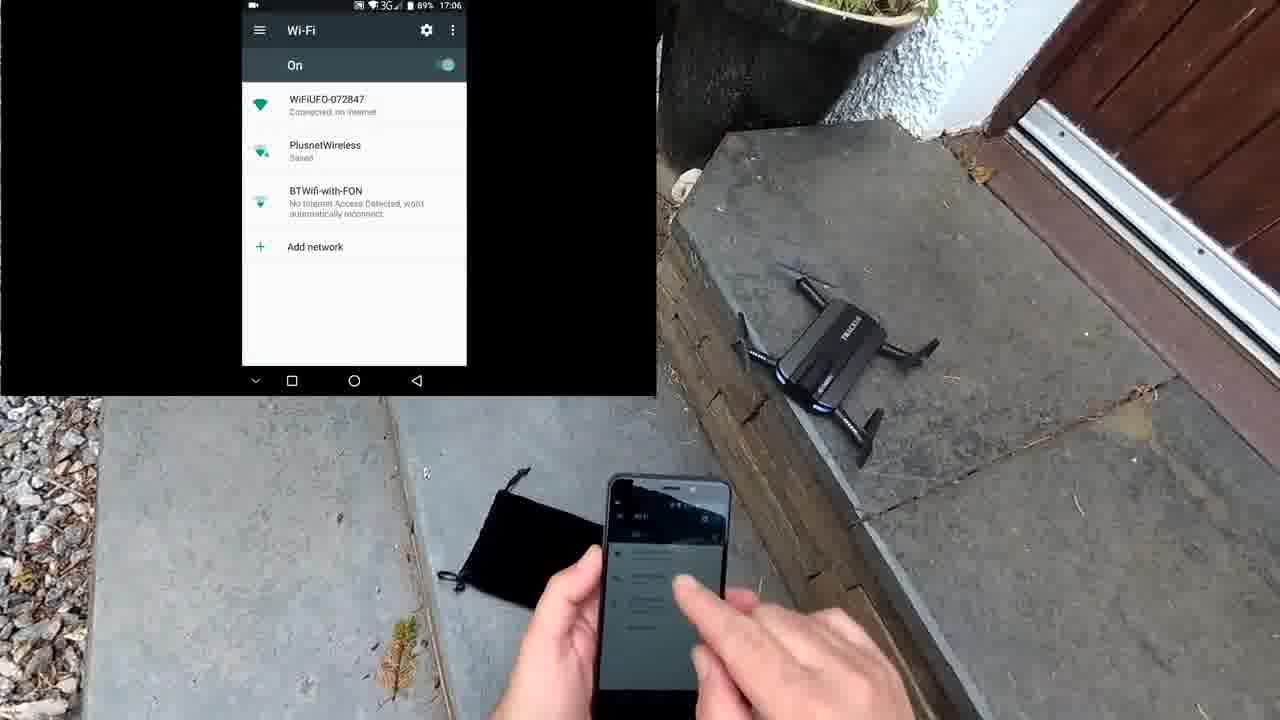 3G 89% 17:06
Wi-Fi
On
WiFiUFO-072847
Connected, no Internet
PlusnetWireless
Saved
BTWifi-with-FON
No Internet Access Detected, won't
automatically reconnect.
Add network
TRACKER